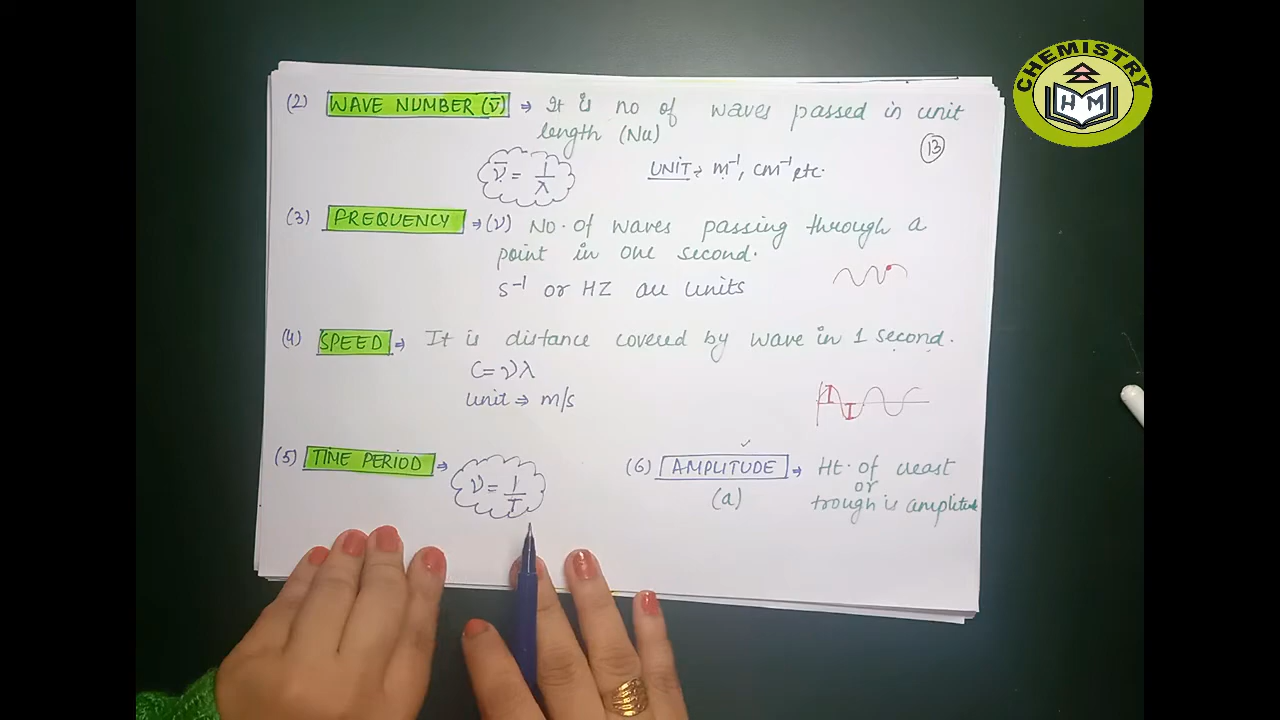 CHEMISTRY
HM
(2) WAVE NUMBER (ν̅) ⇒ It is no of waves passed in unit
length (Nu)
13
ν̅ = 1/λ UNIT → m⁻¹, cm⁻¹ etc.
(3) FREQUENCY ⇒ (ν) No. of waves passing through a
point in one second.
s⁻¹ or HZ are units
(4) SPEED ⇒ It is distance covered by wave in 1 second.
C = νλ
unit ⇒ m/s
(5) TIME PERIOD ⇒ ν = 1/T
(6) AMPLITUDE → Ht. of creast
(a) or
trough is amplitude